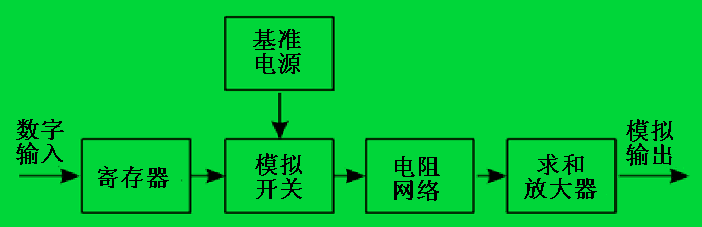 基准
电源
数字
输入
寄存器
模拟
开关
电阻
网络
求和
放大器
模拟
输出